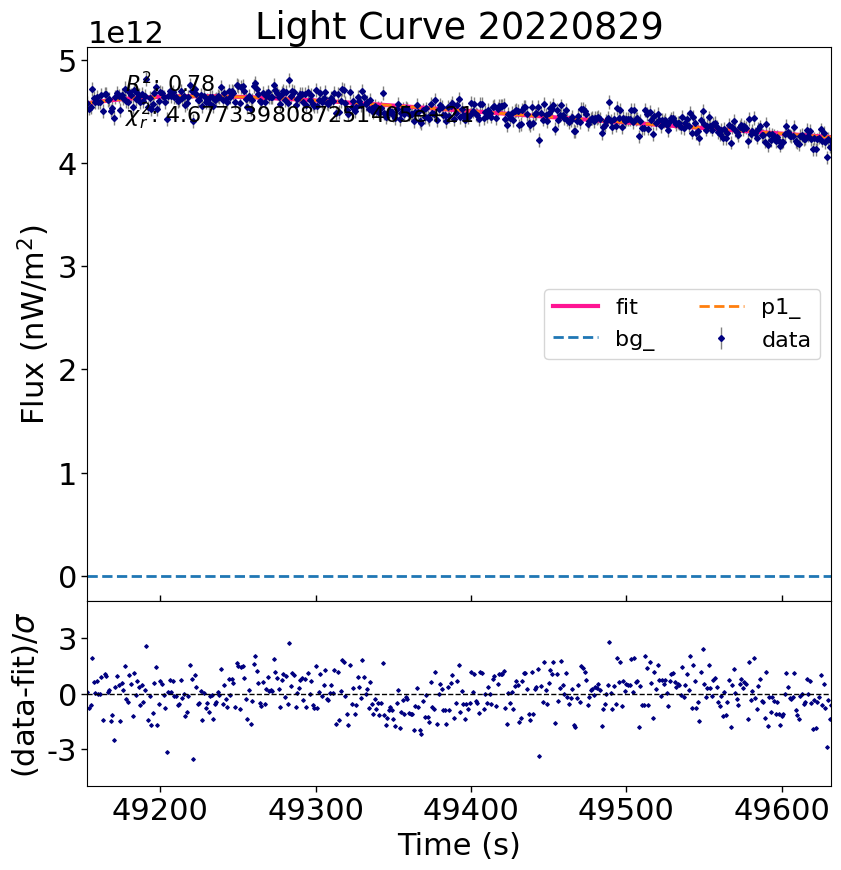 Light Curve 20220829
1e12
R²: 0.78
χ²ᵣ:
5
4
3
2
1
0
Flux (nW/m²)
fit
bg_
p1_
data
3
0
-3
(data-fit)/σ
49200 49300 49400 49500 49600
Time (s)